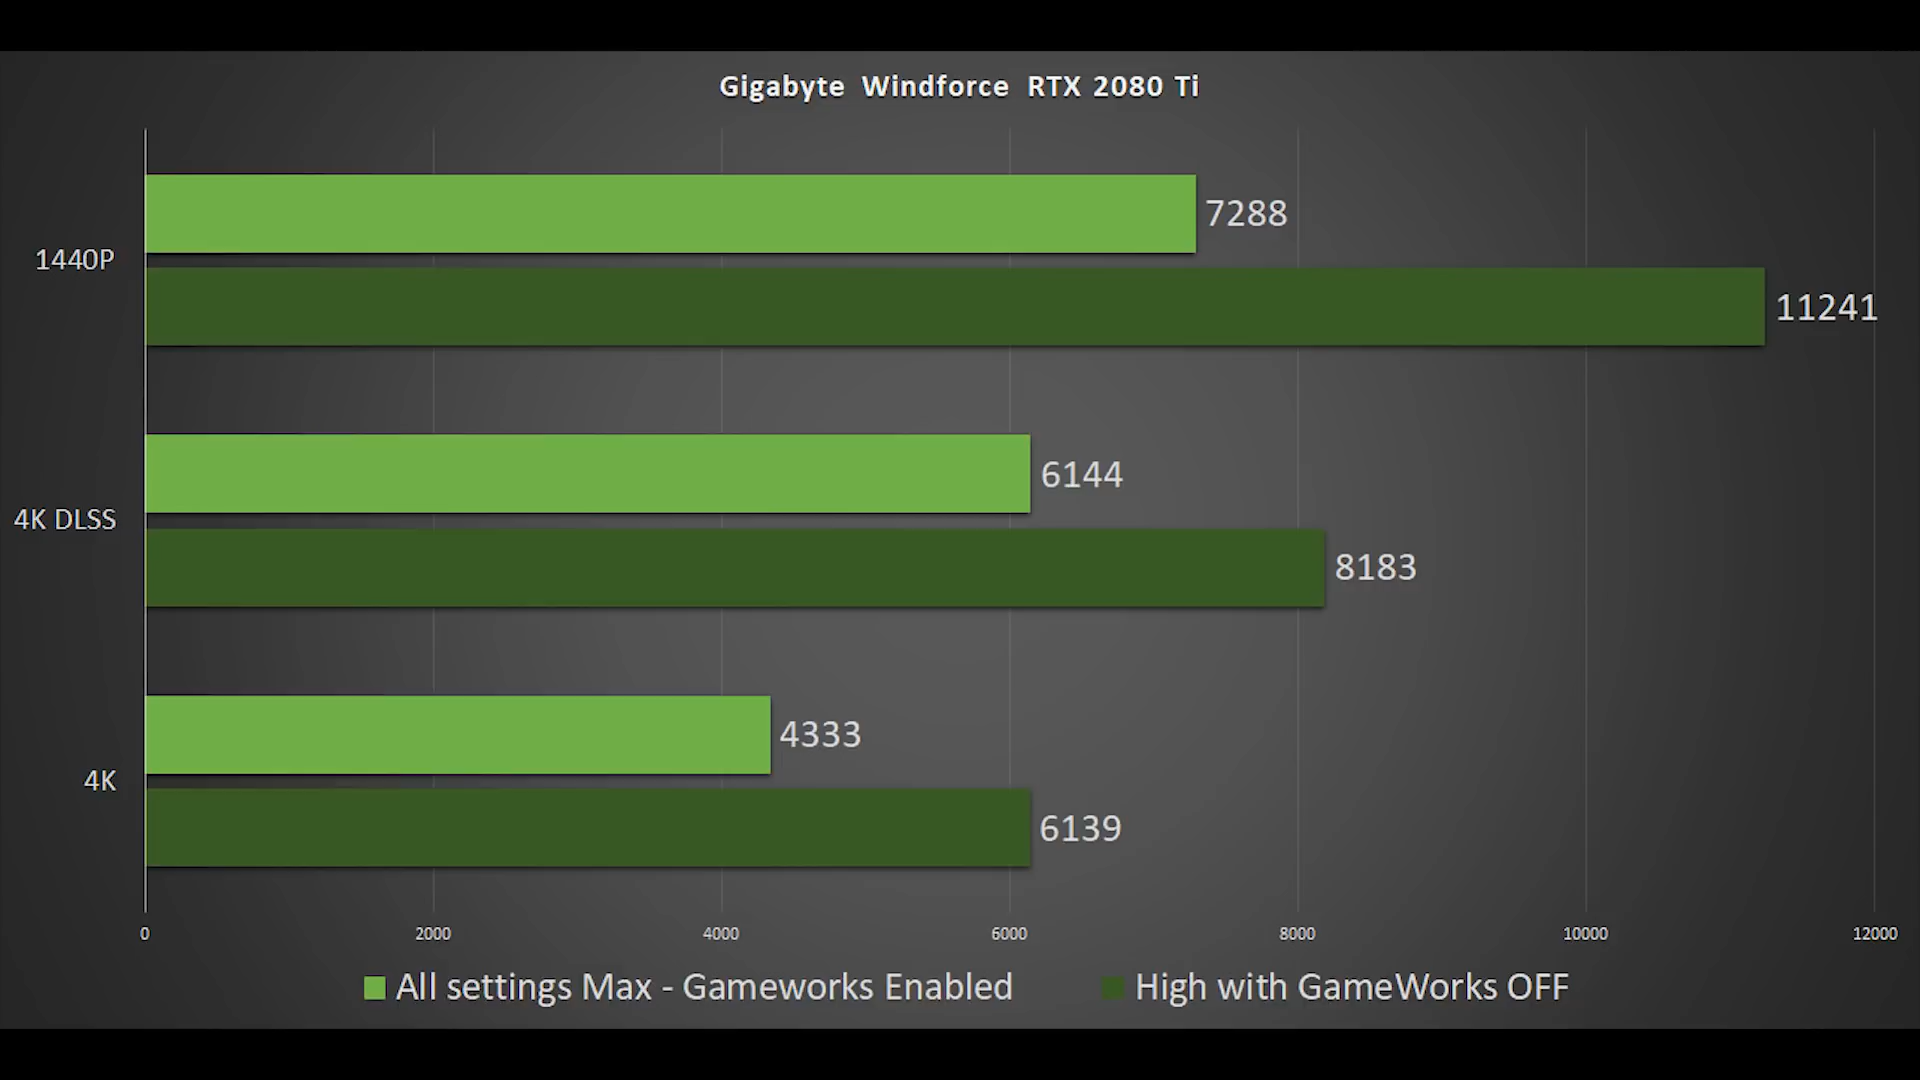 Gigabyte Windforce RTX 2080 Ti
7288
1440P
11241
6144
4K DLSS
8183
4333
4K
6139
0 2000 4000 6000 8000 10000 12000
All settings Max - Gameworks Enabled High with GameWorks OFF